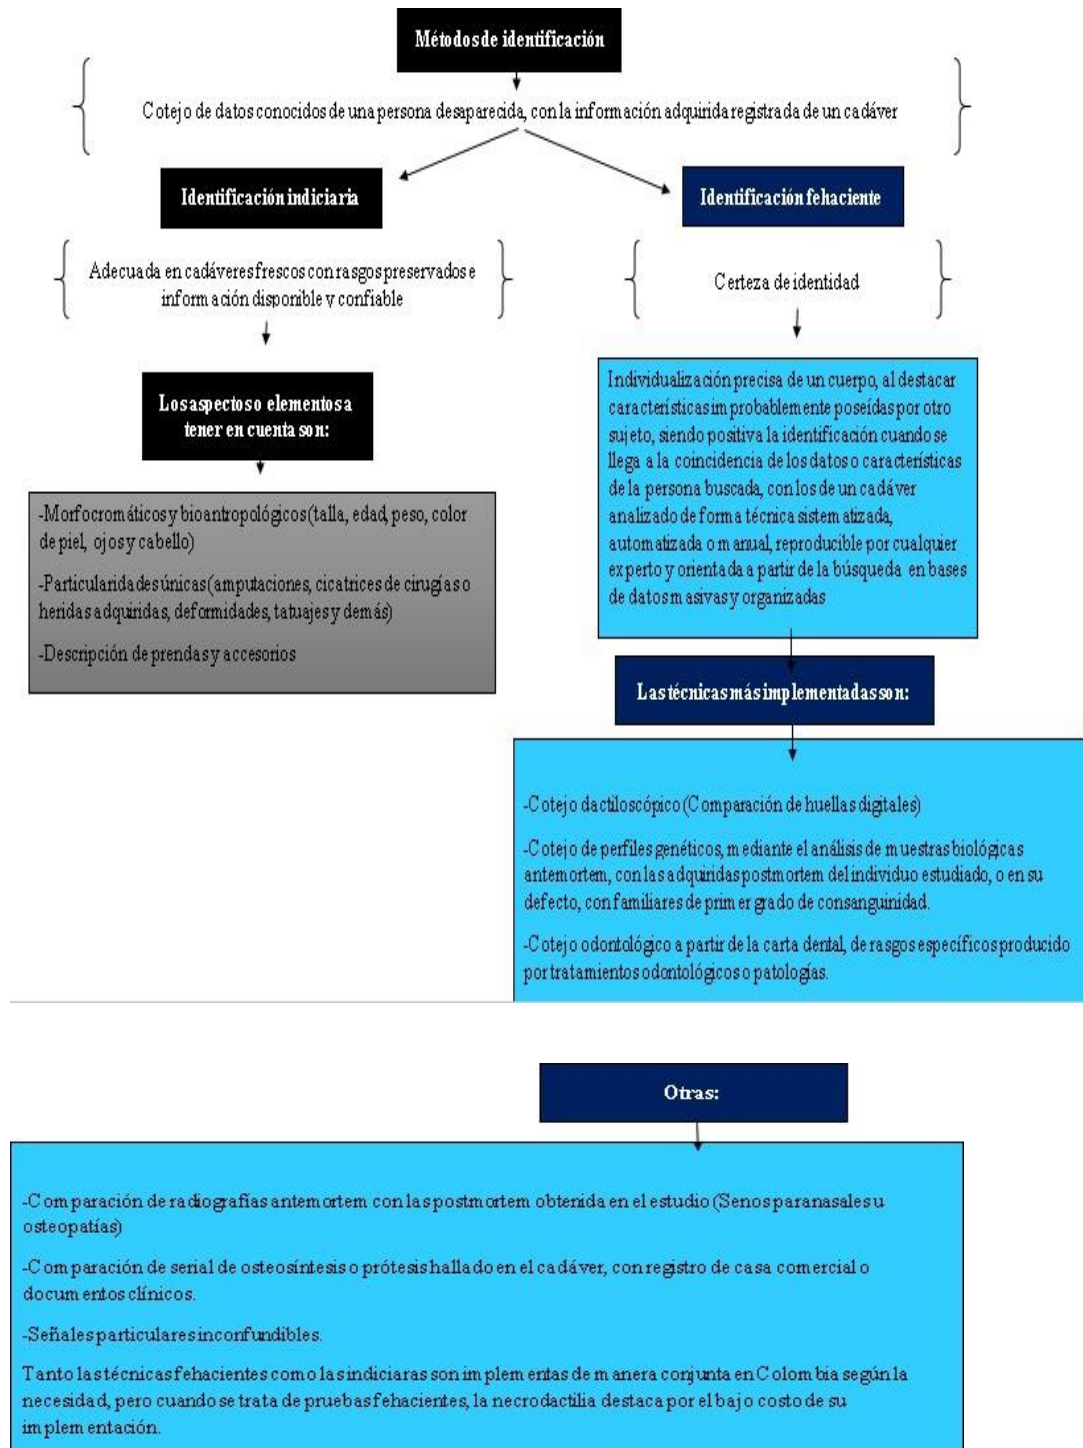 Métodos de identificación
Cotejo de datos conocidos de una persona desaparecida, con la información adquirida registrada de un cadáver
Identificación indiciaria
Adecuada en cadáveres frescos con rasgos preservados e
información disponible y confiable
Los aspectos o elementos a
tener en cuenta son:
-Morfocromáticos y bioantropológicos (talla, edad, peso, color
de piel, ojos y cabello)
-Particularidades únicas (amputaciones, cicatrices de cirugías o
heridas adquiridas, deformidades, tatuajes y demás)
-Descripción de prendas y accesorios
Identificación fehaciente
Certeza de identidad
Individualización precisa de un cuerpo, al destacar
características improbablemente poseídas por otro
sujeto, siendo positiva la identificación cuando se
llega a la coincidencia de los datos o características
de la persona buscada, con los de un cadáver
analizado de forma técnica sistematizada,
automatizada o manual, reproducible por cualquier
experto y orientada a partir de la búsqueda en bases
de datos masivas y organizadas
Las técnicas más implementadas son:
-Cotejo dactiloscópico (Comparación de huellas digitales)
-Cotejo de perfiles genéticos, mediante el análisis de muestras biológicas
antemortem, con las adquiridas postmortem del individuo estudiado, o en su
defecto, con familiares de primer grado de consanguinidad.
-Cotejo odontológico a partir de la carta dental, de rasgos específicos producido
por tratamientos odontológicos o patologías.
Otras:
-Comparación de radiografías antemortem con las postmortem obtenida en el estudio (Senos paranasales u
osteopatías)
-Comparación de serial de osteosíntesis o prótesis hallado en el cadáver, con registro de casa comercial o
documentos clínicos.
-Señales particulares inconfundibles.
Tanto las técnicas fehacientes como las indiciaras son implementas de manera conjunta en Colombia según la
necesidad, pero cuando se trata de pruebas fehacientes, la necrodactilia destaca por el bajo costo de su
implementación.